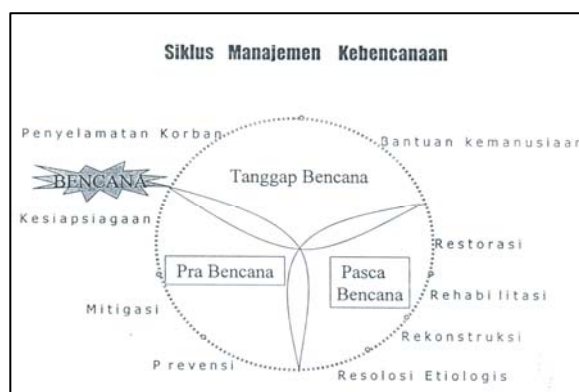 Siklus Manajemen Kebencanaan
Penyelamatan Korban
Bantuan kemanusiaan
BENCANA
Tanggap Bencana
Kesiapsiagaan
Restorasi
Pra Bencana
Pasca
Bencana
Rehabilitasi
Mitigasi
Rekonstruksi
Prevensi
Resolosi Etiologis